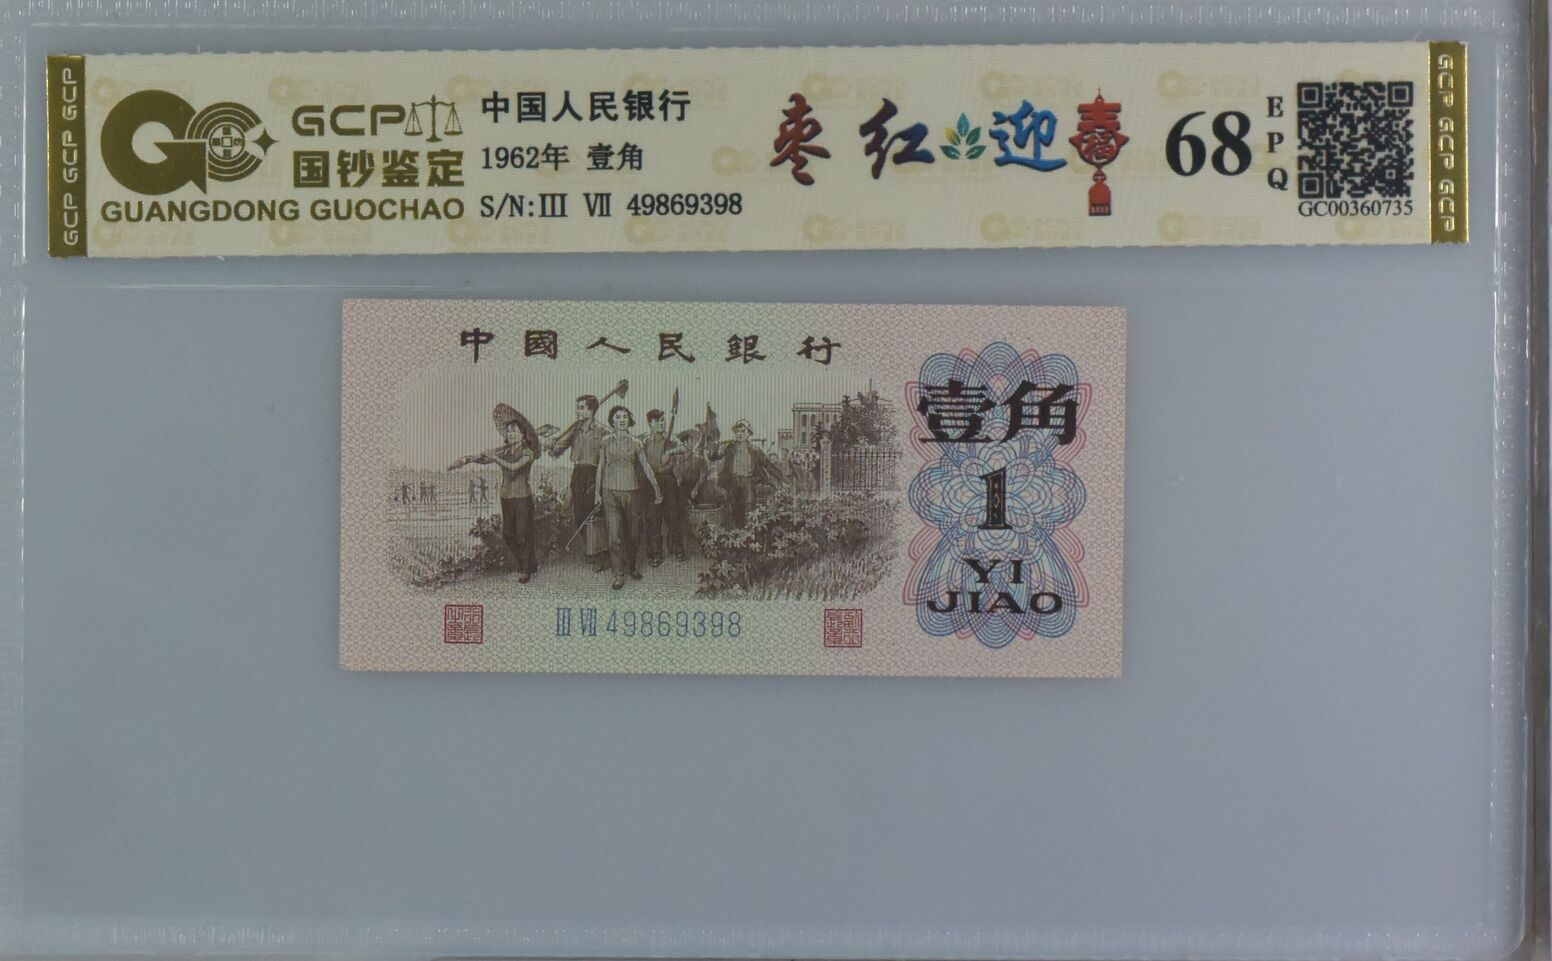 GCP GCP GCP
GCP
国钞鉴定
GUANGDONG GUOCHAO
中国人民银行
1962年 壹角
S/N:Ⅲ Ⅶ 49869398
枣红迎春
福
68
EPQ
GC00360735
GCP GCP GCP
中國人民銀行
壹角
1
YI
JIAO
Ⅲ Ⅶ 49869398